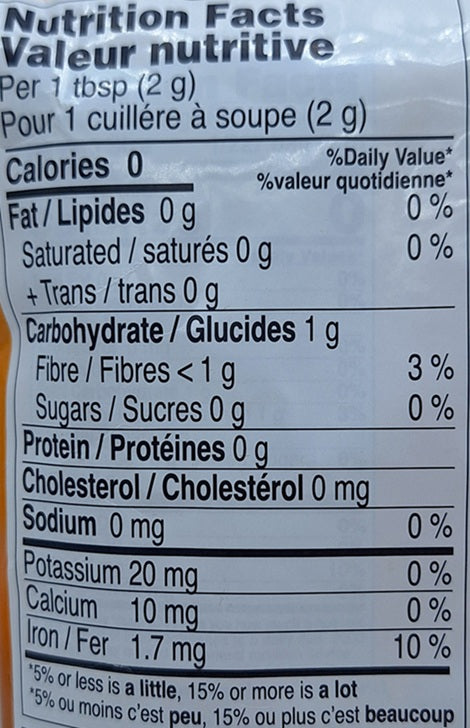 Nutrition Facts
Valeur nutritive
Per 1 tbsp (2 g)
Pour 1 cuillére à soupe (2 g)
Calories 0
%Daily Value*
%valeur quotidienne*
Fat / Lipides 0 g 0 %
Saturated / saturés 0 g 0 %
+ Trans / trans 0 g
Carbohydrate / Glucides 1 g
Fibre / Fibres < 1 g 3 %
Sugars / Sucres 0 g 0 %
Protein / Protéines 0 g
Cholesterol / Cholestérol 0 mg
Sodium 0 mg 0 %
Potassium 20 mg 0 %
Calcium 10 mg 0 %
Iron / Fer 1.7 mg 10 %
*5% or less is a little, 15% or more is a lot
*5% ou moins c'est peu, 15% ou plus c'est beaucoup